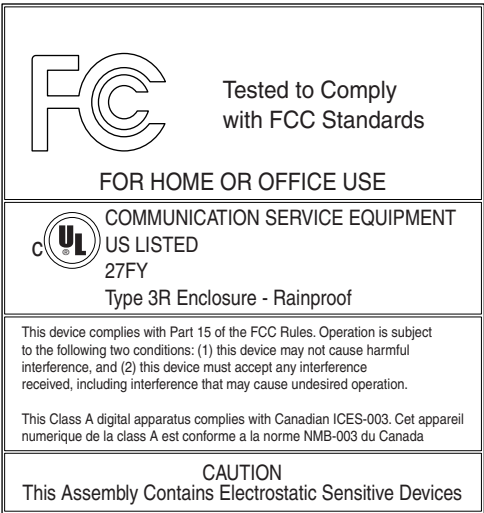 FC
Tested to Comply
with FCC Standards
FOR HOME OR OFFICE USE
COMMUNICATION SERVICE EQUIPMENT
C UL ® US LISTED
27FY
Type 3R Enclosure - Rainproof
This device complies with Part 15 of the FCC Rules. Operation is subject
to the following two conditions: (1) this device may not cause harmful
interference, and (2) this device must accept any interference
received, including interference that may cause undesired operation.
This Class A digital apparatus complies with Canadian ICES-003. Cet appareil
numerique de la class A est conforme a la norme NMB-003 du Canada
CAUTION
This Assembly Contains Electrostatic Sensitive Devices